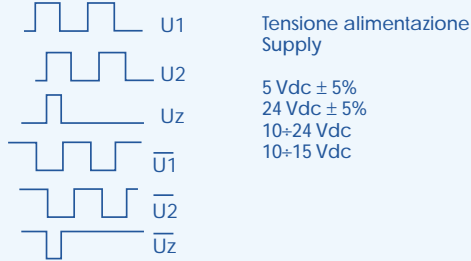 U1
U2
Uz
U̅1̅
U̅2̅
U̅z̅
Tensione alimentazione
Supply
5 Vdc ± 5%
24 Vdc ± 5%
10÷24 Vdc
10÷15 Vdc